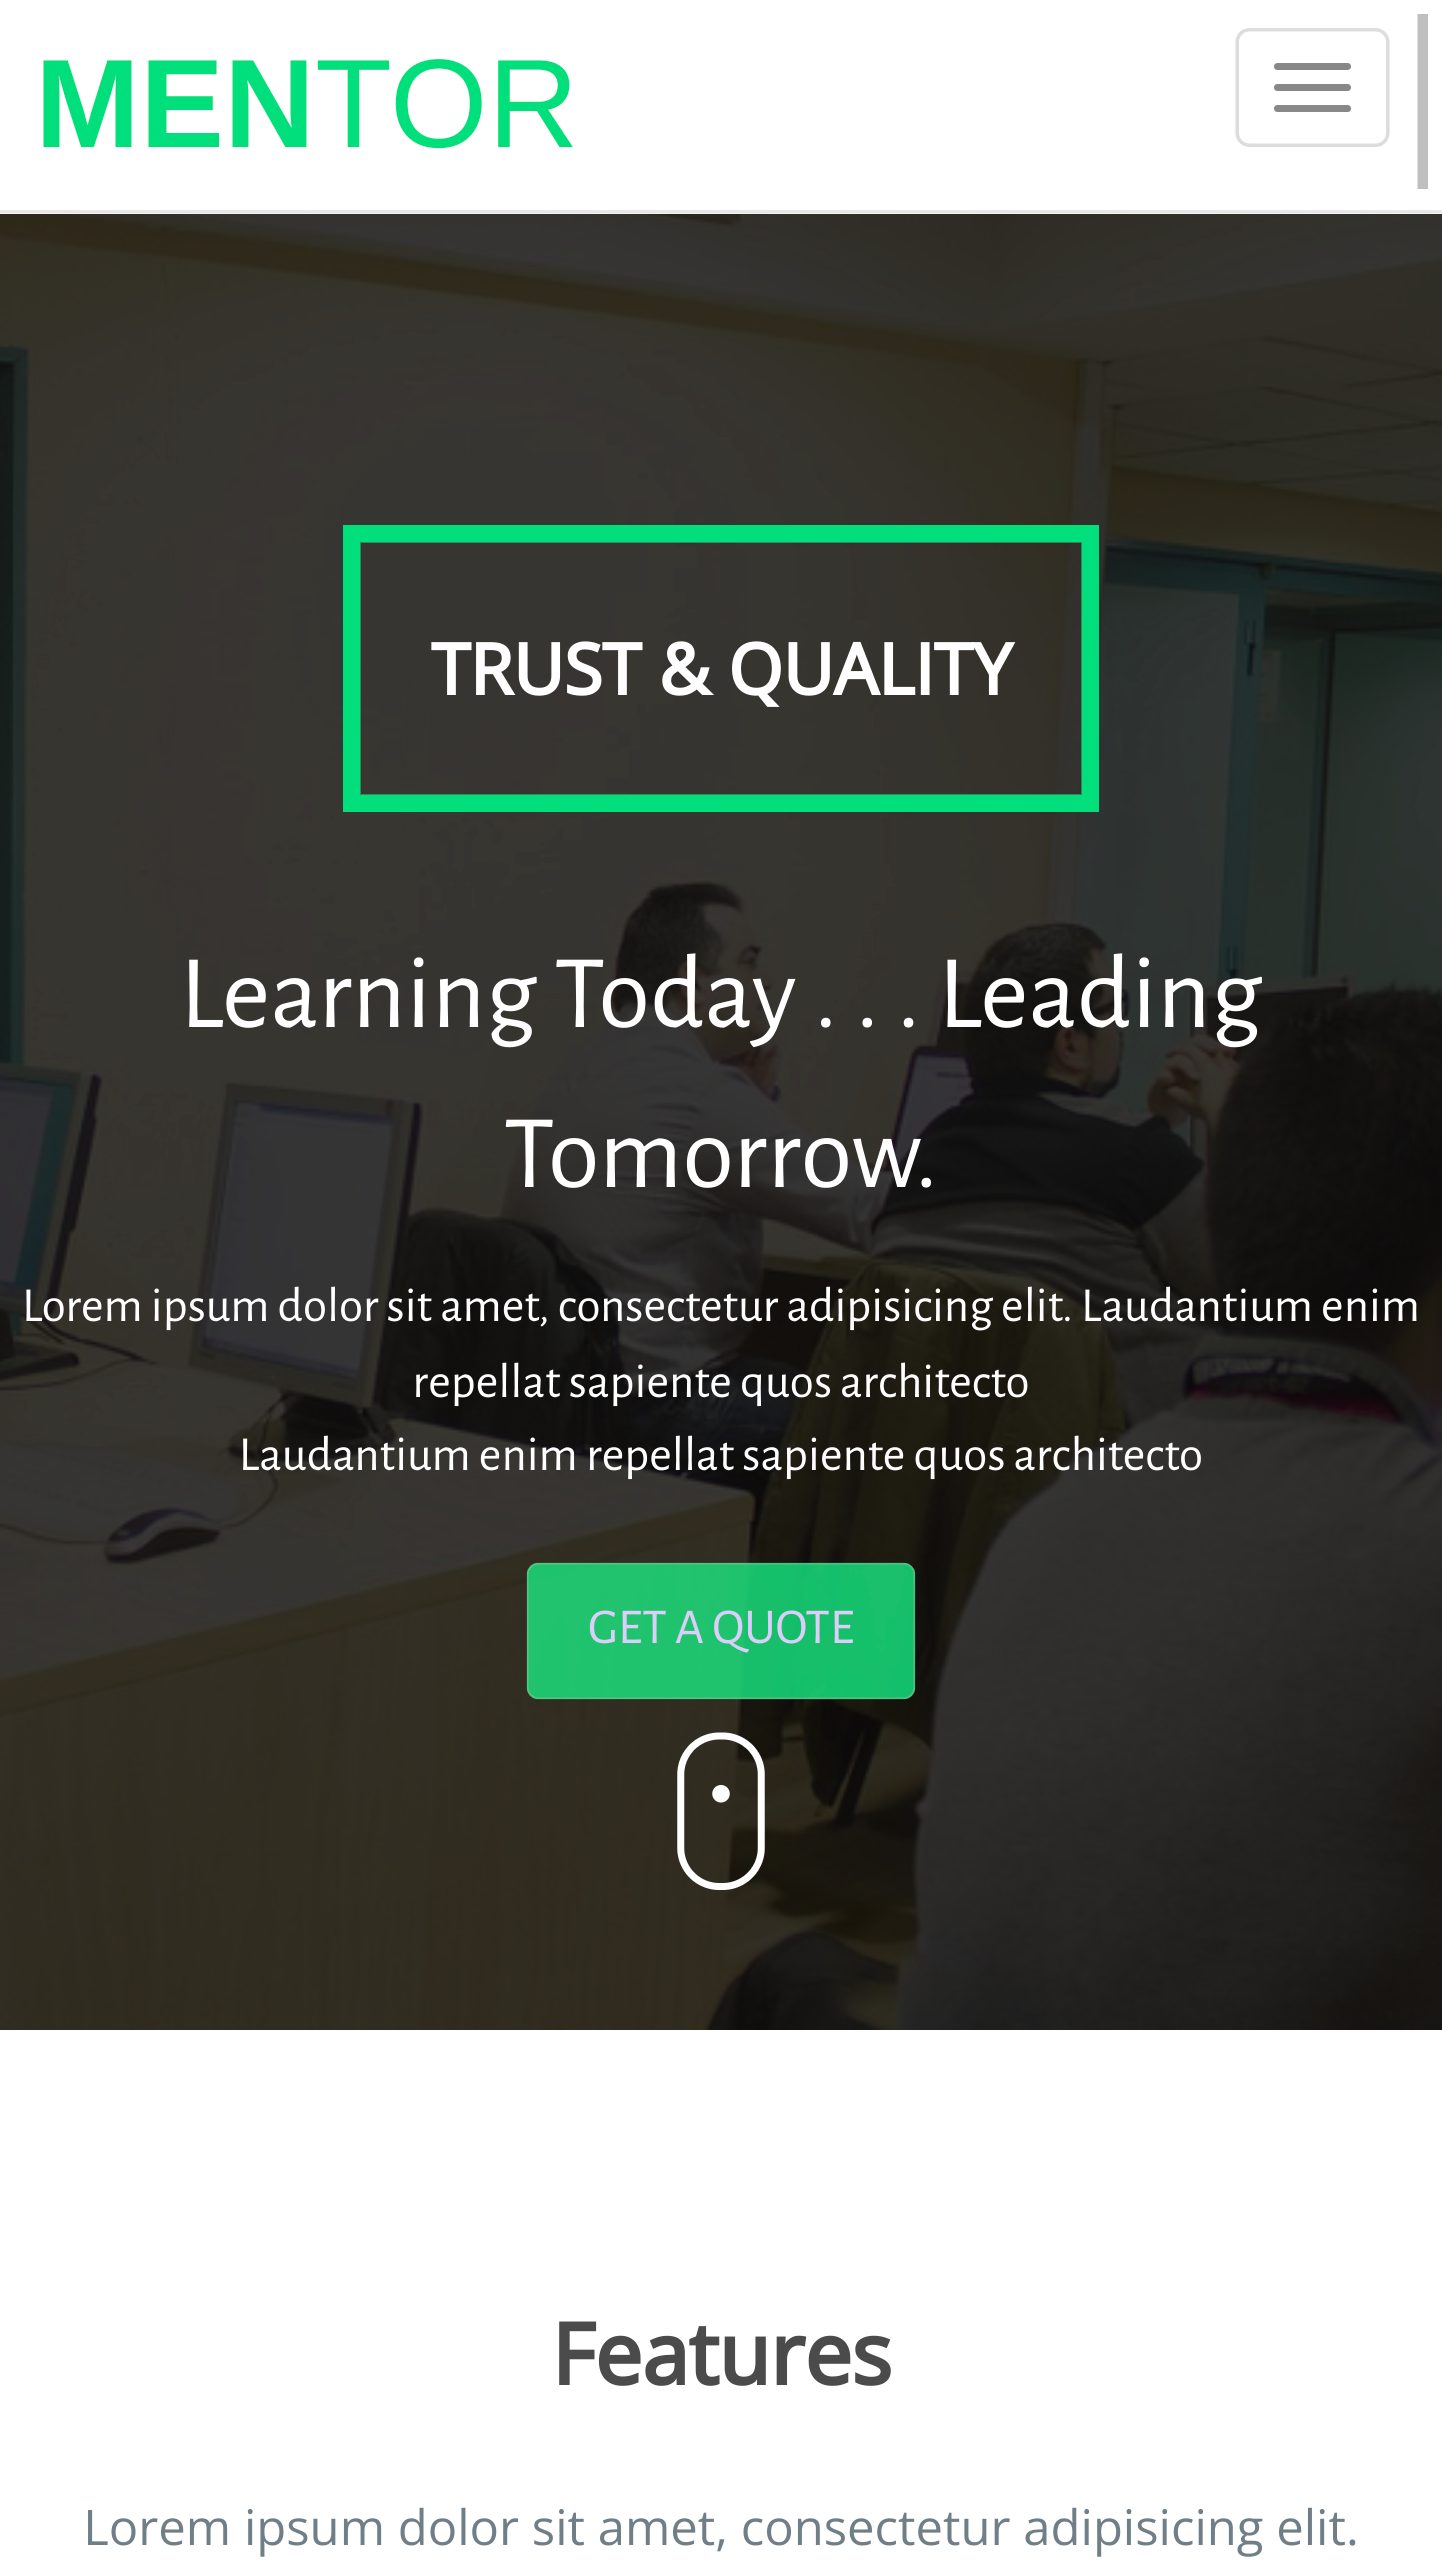 MENTOR
TRUST & QUALITY
Learning Today . . . Leading
Tomorrow.
Lorem ipsum dolor sit amet, consectetur adipisicing elit. Laudantium enim
repellat sapiente quos architecto
Laudantium enim repellat sapiente quos architecto
GET A QUOTE
Features
Lorem ipsum dolor sit amet, consectetur adipisicing elit.